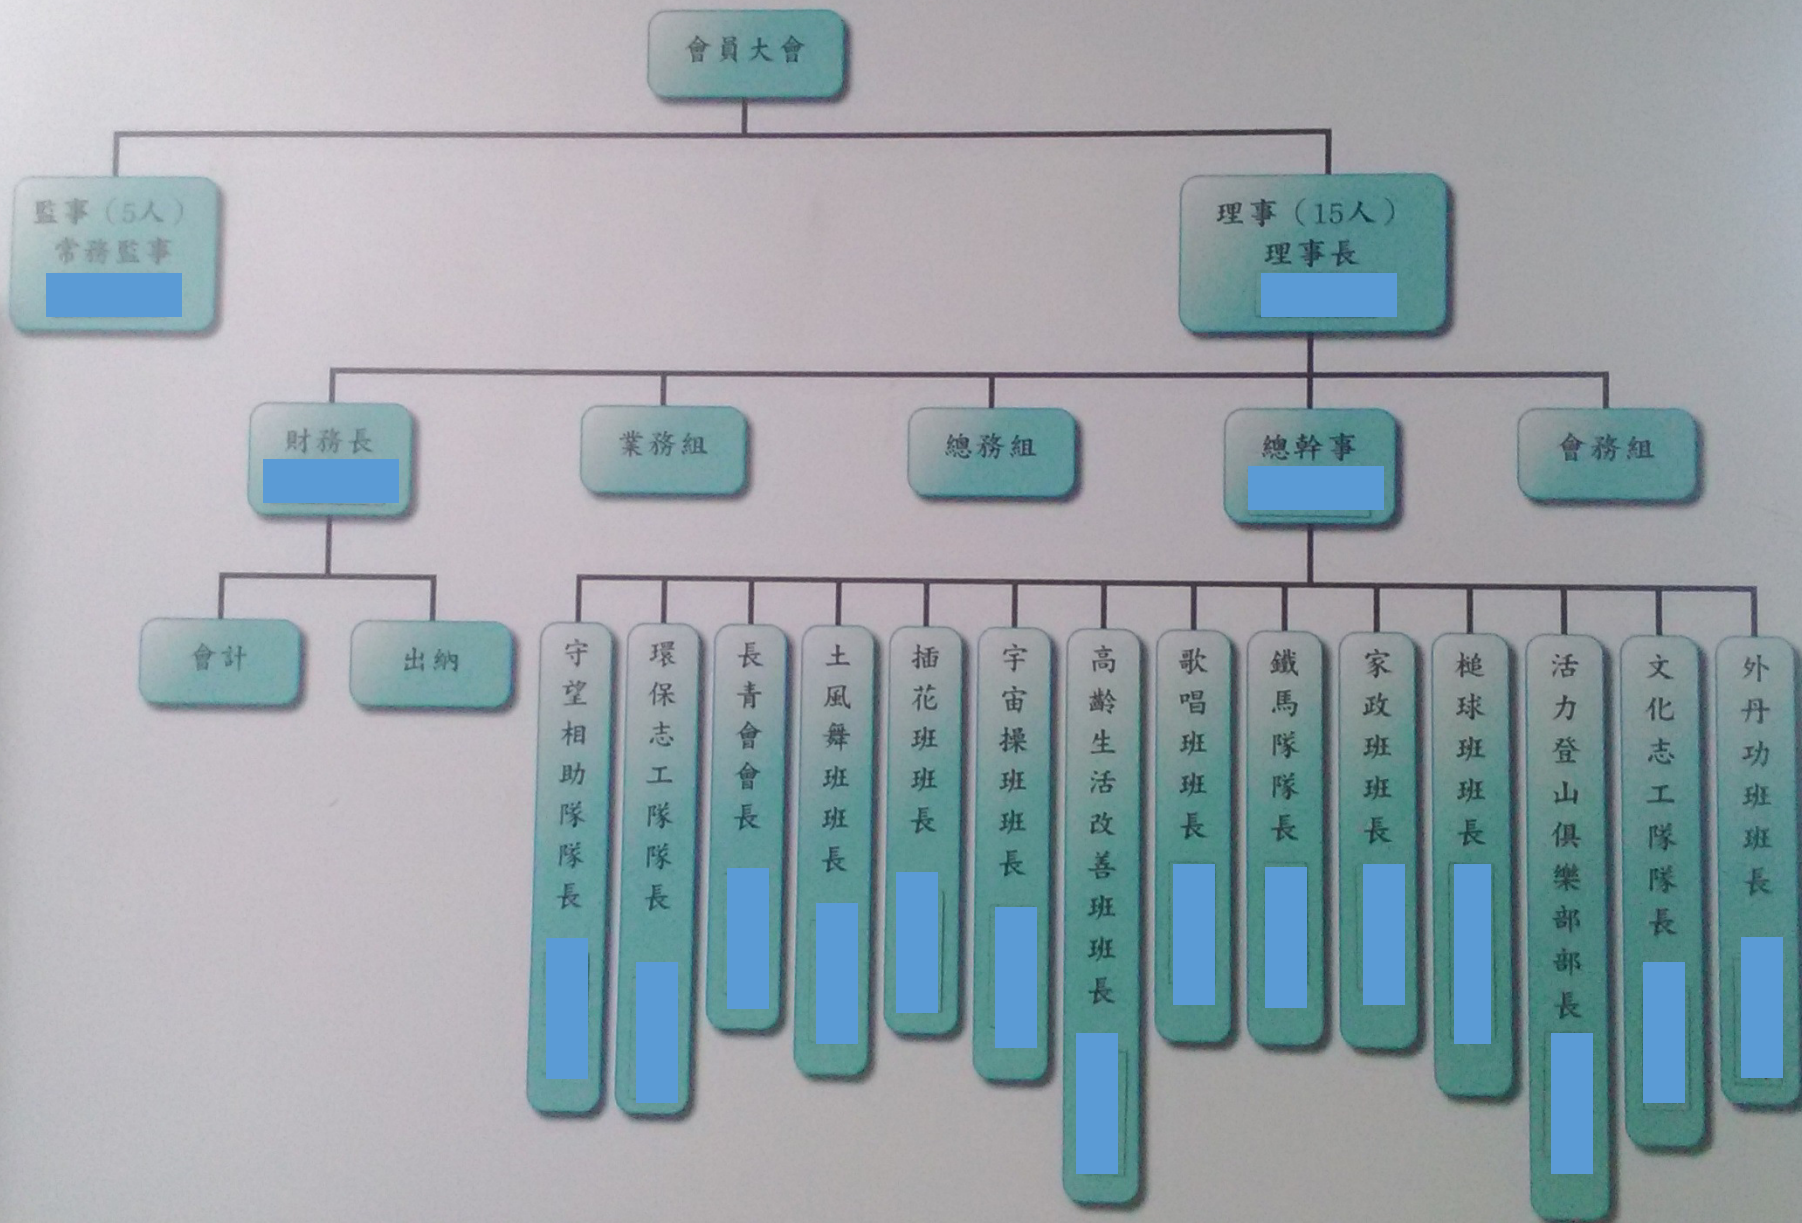 會員大會
監事（5人）
常務監事
理事（15人）
理事長
財務長
業務組
總務組
總幹事
會務組
會計
出納
守望相助隊隊長
環保志工隊隊長
長青會會長
土風舞班班長
插花班班長
宇宙操班班長
高齡生活改善班班長
歌唱班班長
鐵馬隊隊長
家政班班長
槌球班班長
活力登山俱樂部部長
文化志工隊隊長
外丹功班班長